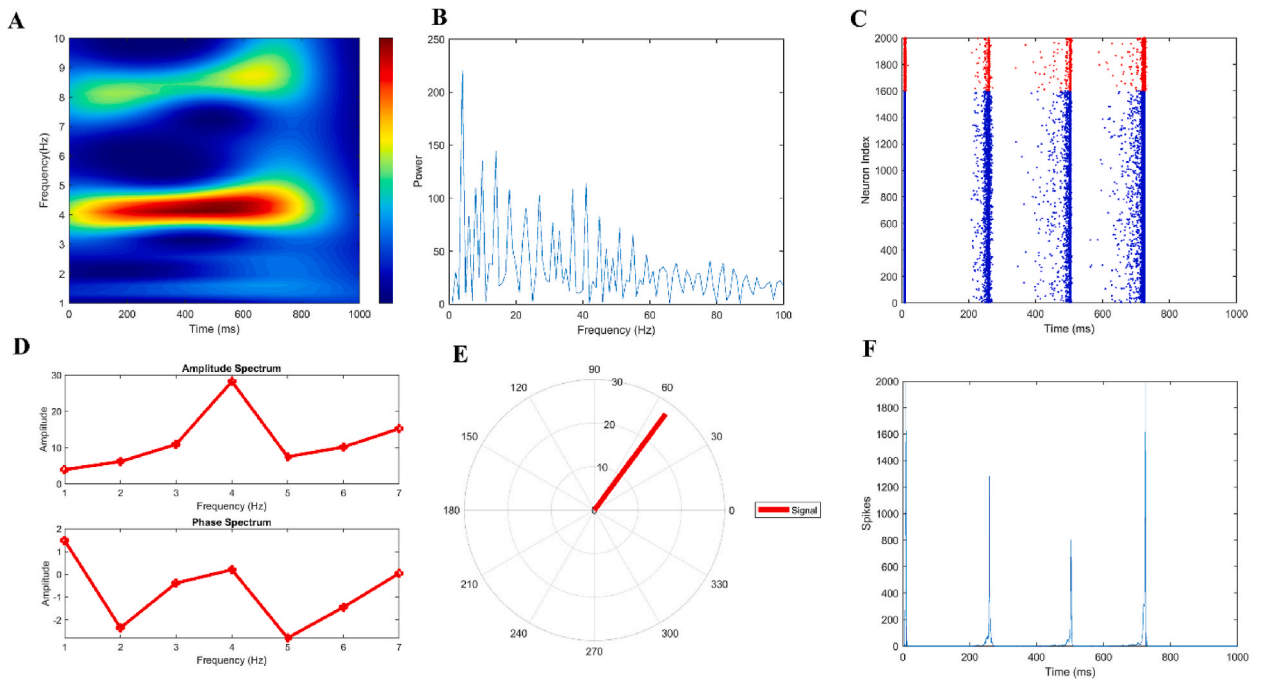 A
10
9
8
7
6
5
4
3
2
1
Frequency(Hz)
0 200 400 600 800 1000
Time (ms)
B
250
200
150
100
50
0
Power
0 20 40 60 80 100
Frequency (Hz)
C
2000
1800
1600
1400
1200
1000
800
600
400
200
0
Neuron Index
0 200 400 600 800 1000
Time (ms)
D
Amplitude Spectrum
30
20
10
0
Amplitude
1 2 3 4 5 6 7
Frequency (Hz)
Phase Spectrum
2
1
0
-1
-2
Amplitude
1 2 3 4 5 6 7
Frequency (Hz)
E
90
120 60
150 30
180 0
210 330
240 300
270
0 10 20 30
Signal
F
2000
1800
1600
1400
1200
1000
800
600
400
200
0
Spikes
0 200 400 600 800 1000
Time (ms)